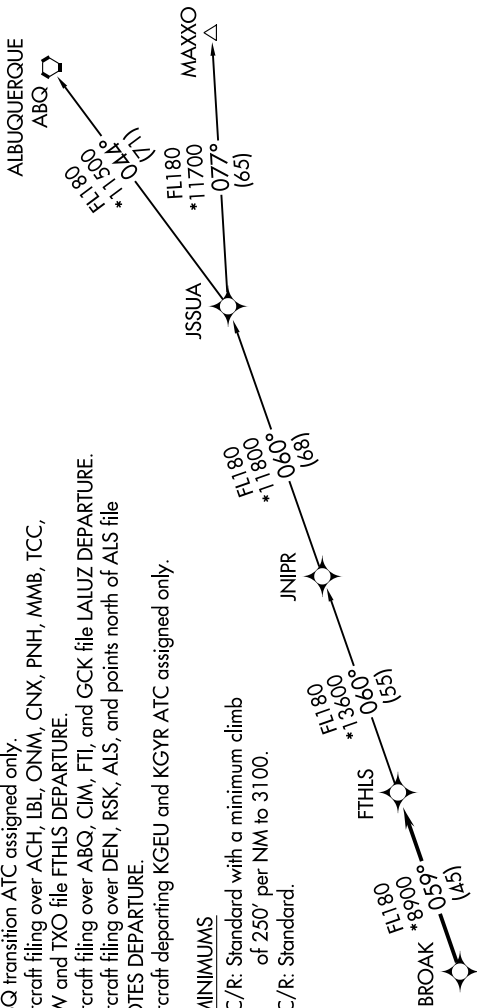 ALBUQUERQUE
ABQ
MAXXO
FL180
*11500
044°
(71)
FL180
*11700
077°
(65)
JSSUA
FL180
*11800
060°
(68)
JNIPR
FL180
*13600
060°
(55)
FTHLS
FL180
*8900
059°
(45)
BROAK
Q transition ATC assigned only.
craft filing over ACH, LBL, ONM, CNX, PNH, MMB, TCC,
W and TXO file FTHLS DEPARTURE.
craft filing over ABQ, CIM, FTI, and GCK file LALUZ DEPARTURE.
craft filing over DEN, RSK, ALS, and points north of ALS file
OTES DEPARTURE.
craft departing KGEU and KGYR ATC assigned only.
MINIMUMS
C/R: Standard with a minimum climb
of 250' per NM to 3100.
C/R: Standard.